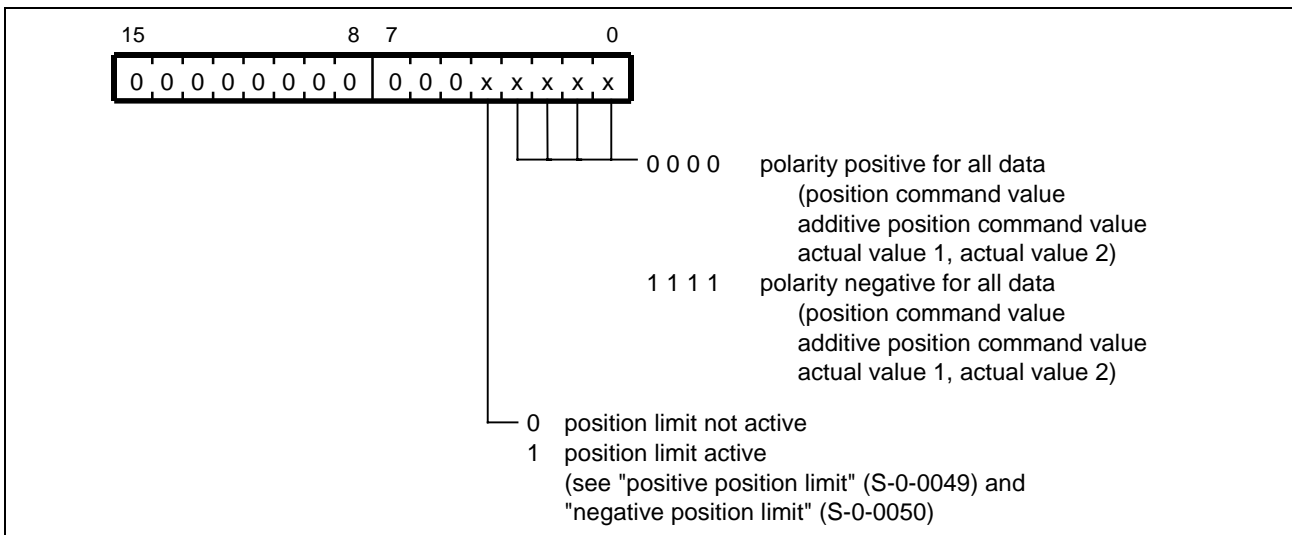 15 8 7 0
0 0 0 0 0 0 0 0 0 0 0 x x x x x
0 0 0 0 polarity positive for all data
(position command value
additive position command value
actual value 1, actual value 2)
1 1 1 1 polarity negative for all data
(position command value
additive position command value
actual value 1, actual value 2)
0 position limit not active
1 position limit active
(see "positive position limit" (S-0-0049) and
"negative position limit" (S-0-0050)